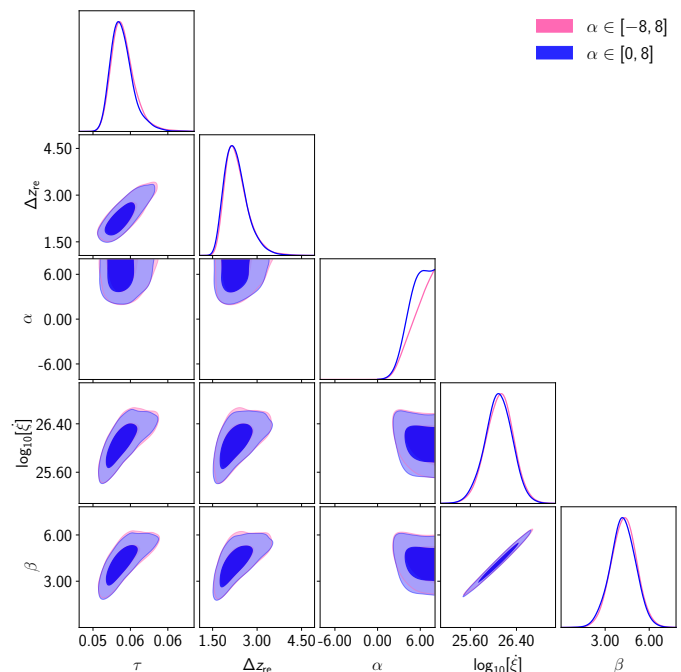 α ∈ [−8, 8]
α ∈ [0, 8]
4.50
3.00
1.50
Δz_re
6.00
0.00
-6.00
α
26.40
25.60
log₁₀[ξ̇]
6.00
3.00
β
0.05 0.06 0.06
1.50 3.00 4.50
-6.00 0.00 6.00
25.60 26.40
3.00 6.00
τ
Δz_re
α
log₁₀[ξ̇]
β